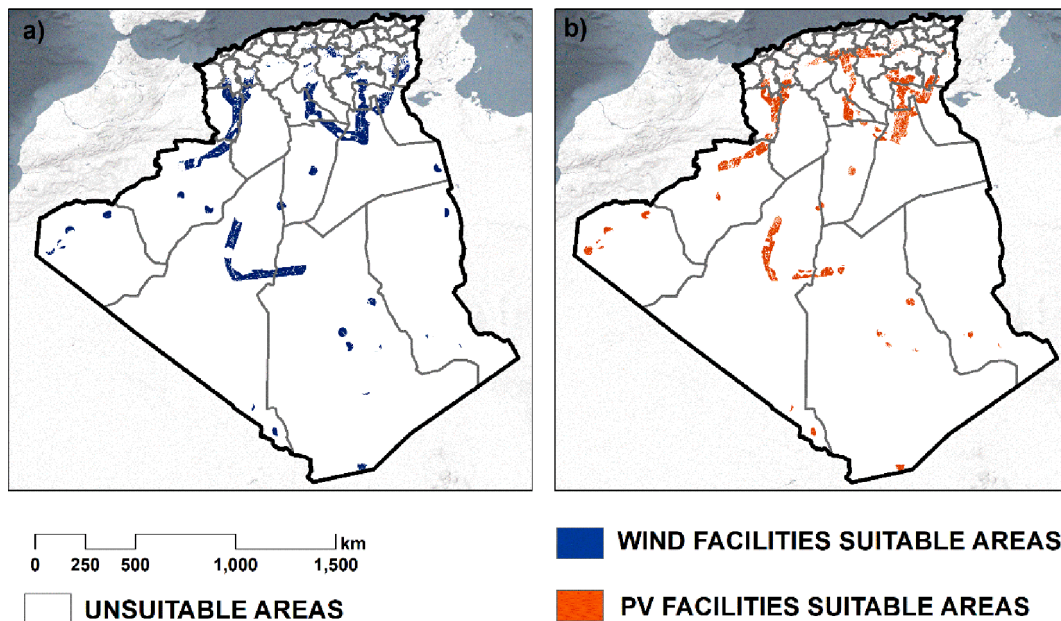 a)
b)
km
0 250 500 1,000 1,500
UNSUITABLE AREAS
WIND FACILITIES SUITABLE AREAS
PV FACILITIES SUITABLE AREAS